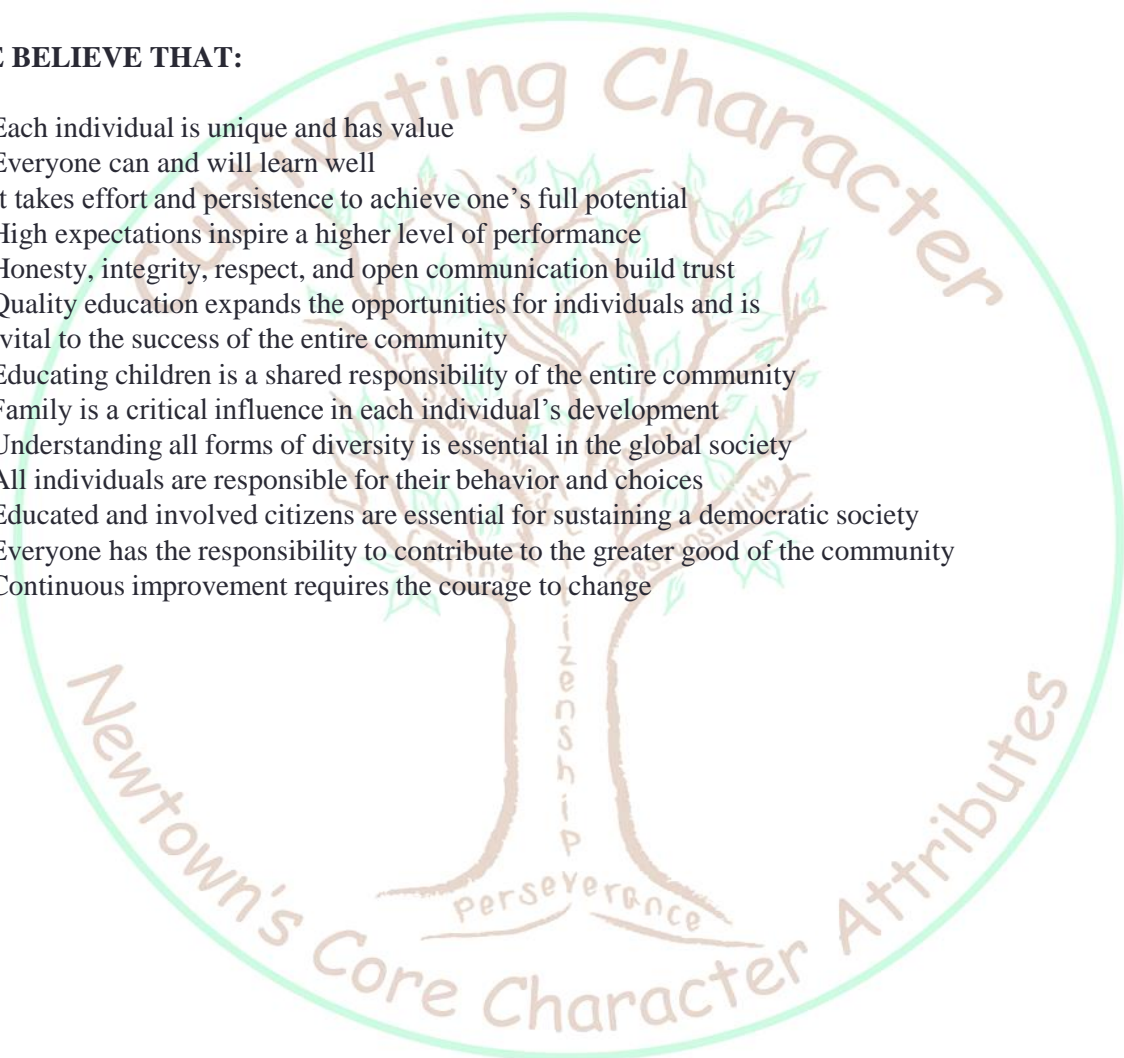 E BELIEVE THAT:
Each individual is unique and has value
Everyone can and will learn well
t takes effort and persistence to achieve one’s full potential
High expectations inspire a higher level of performance
Honesty, integrity, respect, and open communication build trust
Quality education expands the opportunities for individuals and is
vital to the success of the entire community
Educating children is a shared responsibility of the entire community
Family is a critical influence in each individual’s development
Understanding all forms of diversity is essential in the global society
All individuals are responsible for their behavior and choices
Educated and involved citizens are essential for sustaining a democratic society
Everyone has the responsibility to contribute to the greater good of the community
Continuous improvement requires the courage to change
Cultivating Character
Trustworthiness
Respect
Caring
Responsibility
Citizenship
Perseverance
Newtown's Core Character Attributes